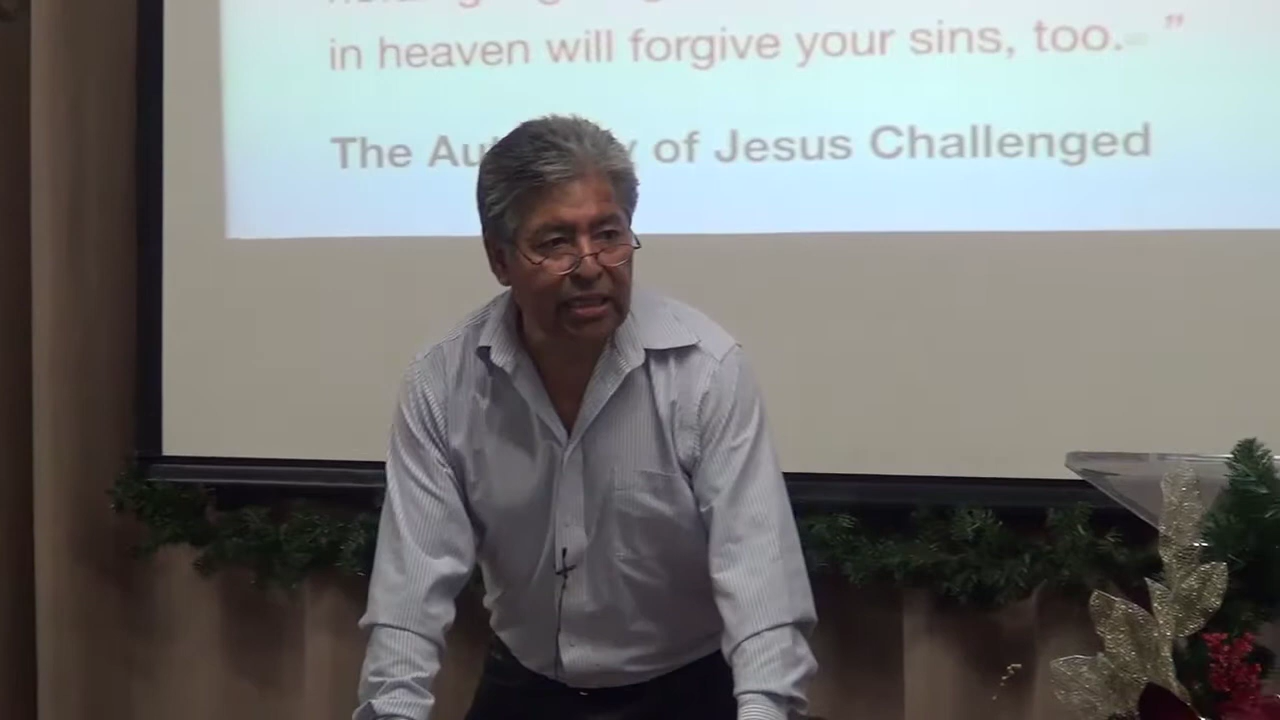 in heaven will forgive your sins, too. ”
The Au y of Jesus Challenged